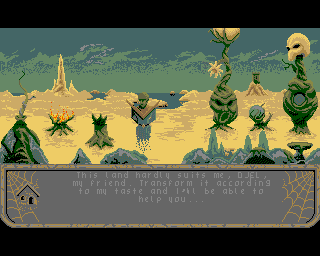 This land hardly suits me, DJEL,
my friend. Transform it according
to my taste and I'll be able to
help you...